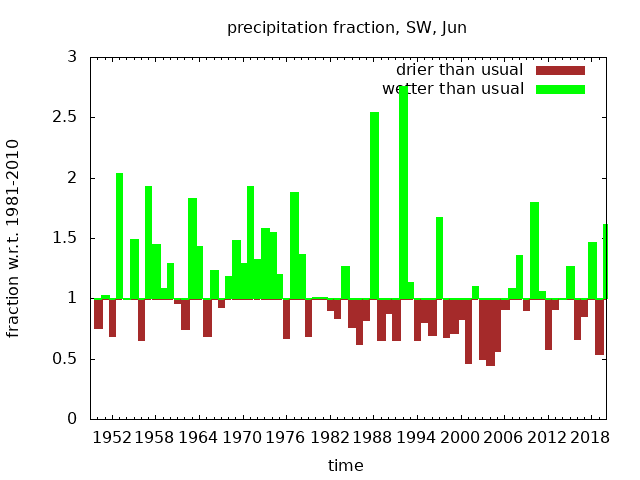 precipitation fraction, SW, Jun
drier than usual
wetter than usual
fraction w.r.t. 1981-2010
3
2.5
2
1.5
1
0.5
0
1952 1958 1964 1970 1976 1982 1988 1994 2000 2006 2012 2018
time